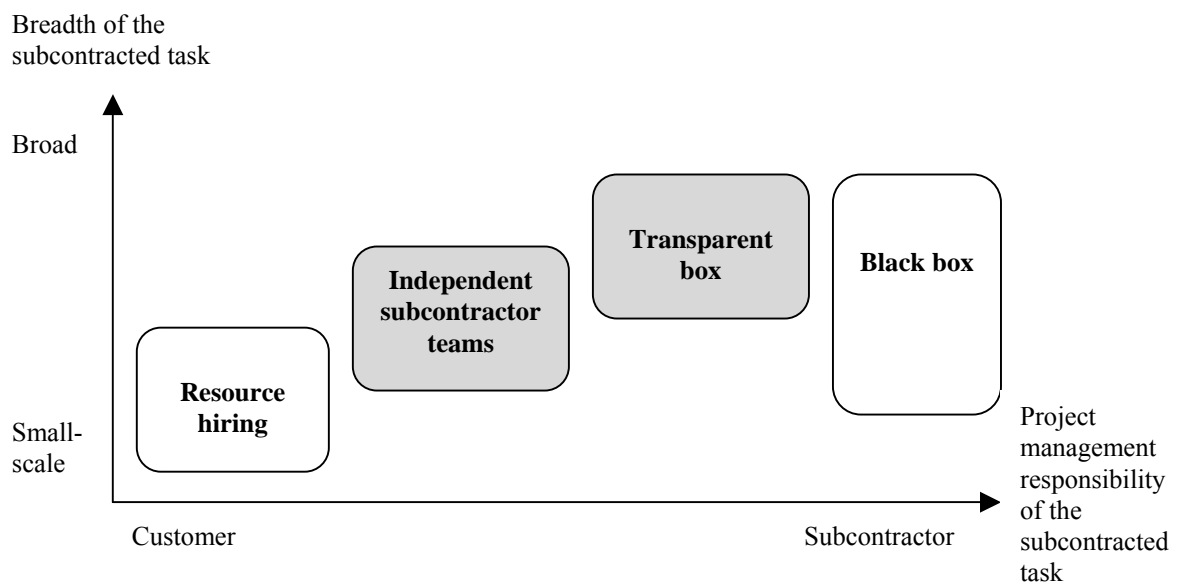 Breadth of the
subcontracted task
Broad
Transparent
box
Black box
Independent
subcontractor
teams
Resource
hiring
Small-
scale
Project
management
responsibility
of the
subcontracted
task
Customer
Subcontractor